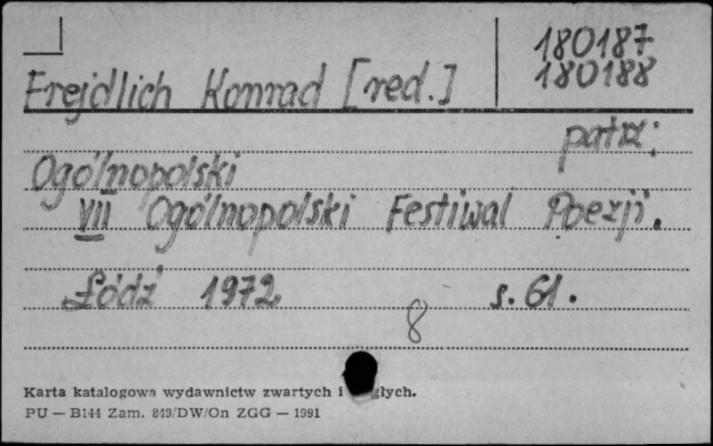 180187
Frejdlich Konrad [red.] 180188
patrz:
Ogólnopolski
VII Ogólnopolski Festiwal Poezji.
Łódź 1972 s. 61.
8
Karta katalogowa wydawnictw zwartych i głych.
PU — B144 Zam. 849/DW/On ZGG — 1991